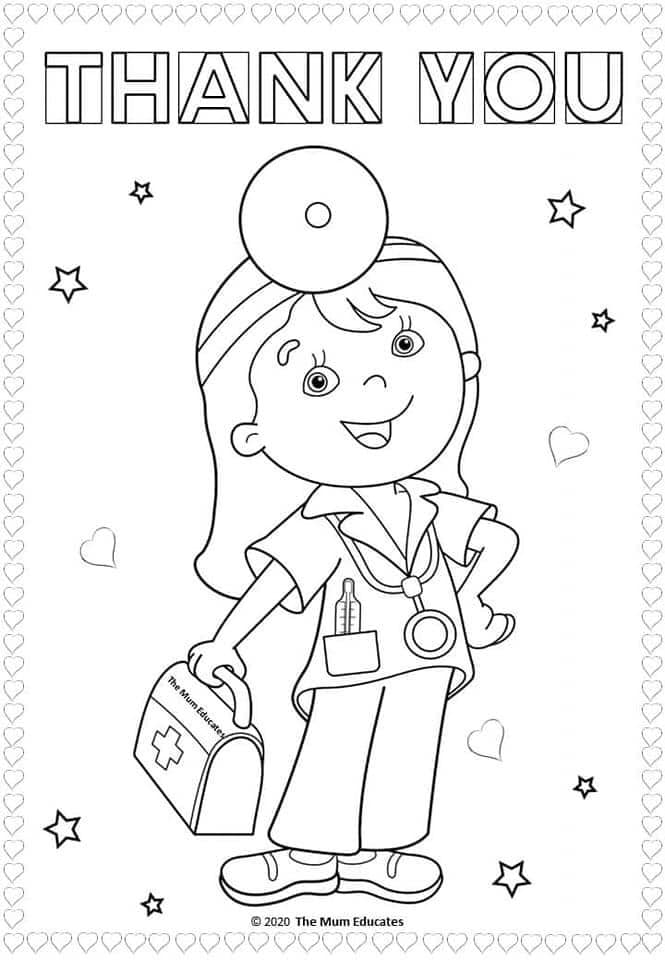 THANK YOU
The Mum Educates
© 2020 The Mum Educates